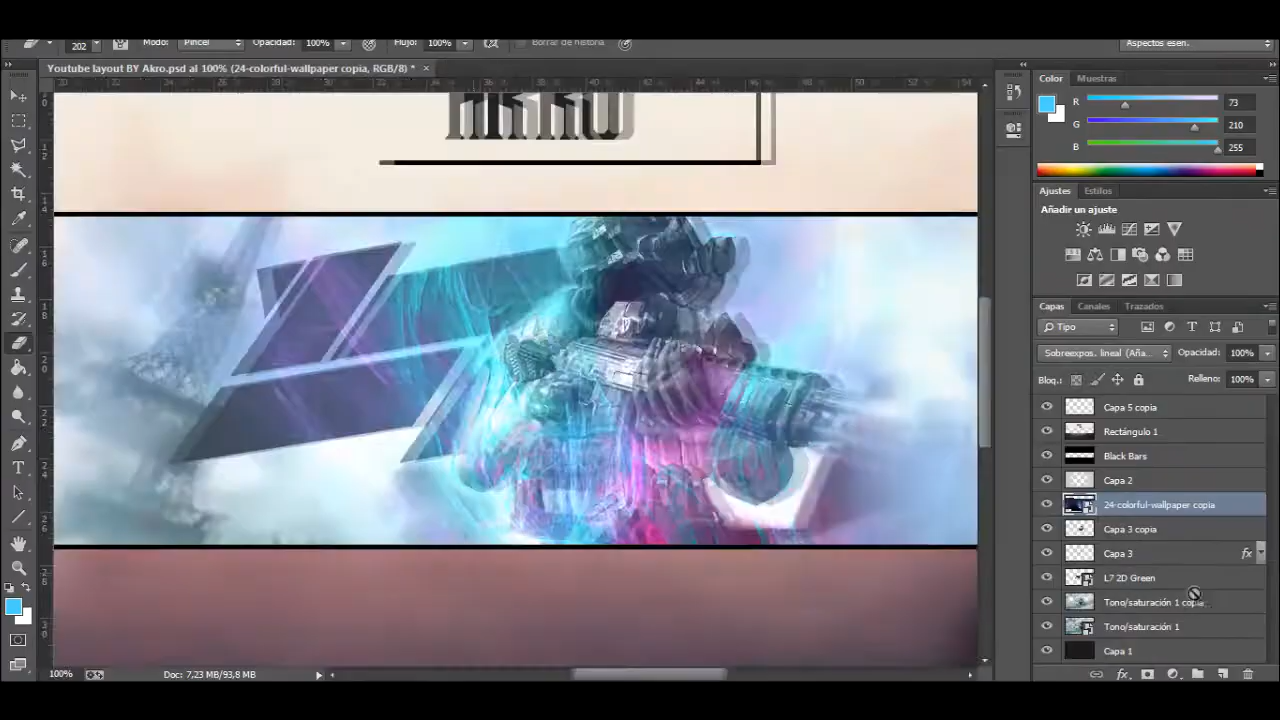 202 Modo: Pincel Opacidad: 100% Flujo: 100% Borrar de historia Aspectos esen.
Youtube layout BY Akro.psd al 100% (24-colorful-wallpaper copia, RGB/8) * ×
Color Muestras
R 73
G 210
B 255
Ajustes Estilos
Añadir un ajuste
Capas Canales Trazados
Tipo
Sobreexpos. lineal (Aña... Opacidad: 100%
Bloq.: Relleno: 100%
Capa 5 copia
Rectángulo 1
Black Bars
Capa 2
24-colorful-wallpaper copia
Capa 3 copia
Capa 3 fx
L7 2D Green
Tono/saturación 1 copia...
Tono/saturación 1
Capa 1
100% Doc: 7,23 MB/93,8 MB